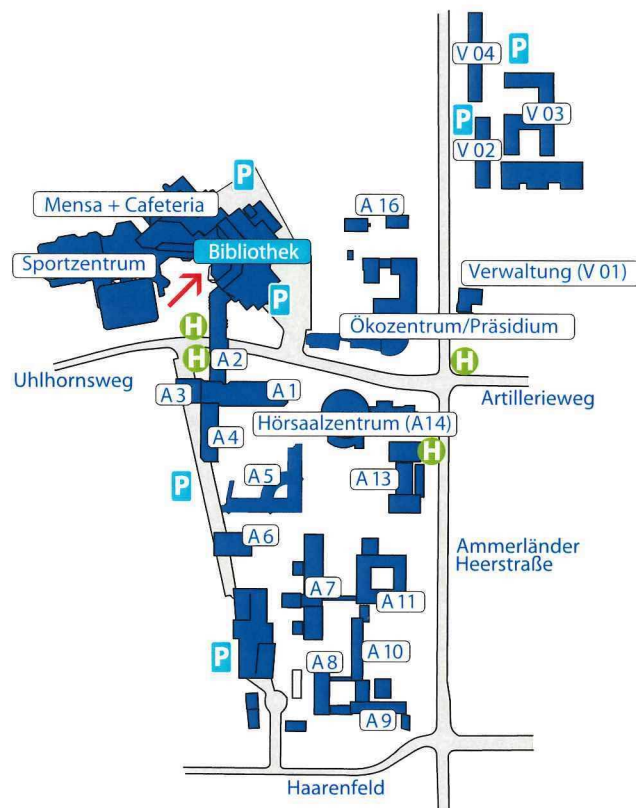 V 04
P
P
V 03
V 02
P
Mensa + Cafeteria
A 16
Bibliothek
Sportzentrum
Verwaltung (V 01)
P
H
Ökozentrum/Präsidium
H
A 2
H
Uhlhornsweg
A 3
A 1
Artillerieweg
Hörsaalzentrum (A14)
A 4
H
A 5
A 13
P
A 6
Ammerländer
Heerstraße
A 7
A 11
A 10
P
A 8
A 9
Haarenfeld